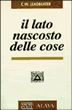 C.W. LEADBEATER
il lato
nascosto
delle cose
ALAYA